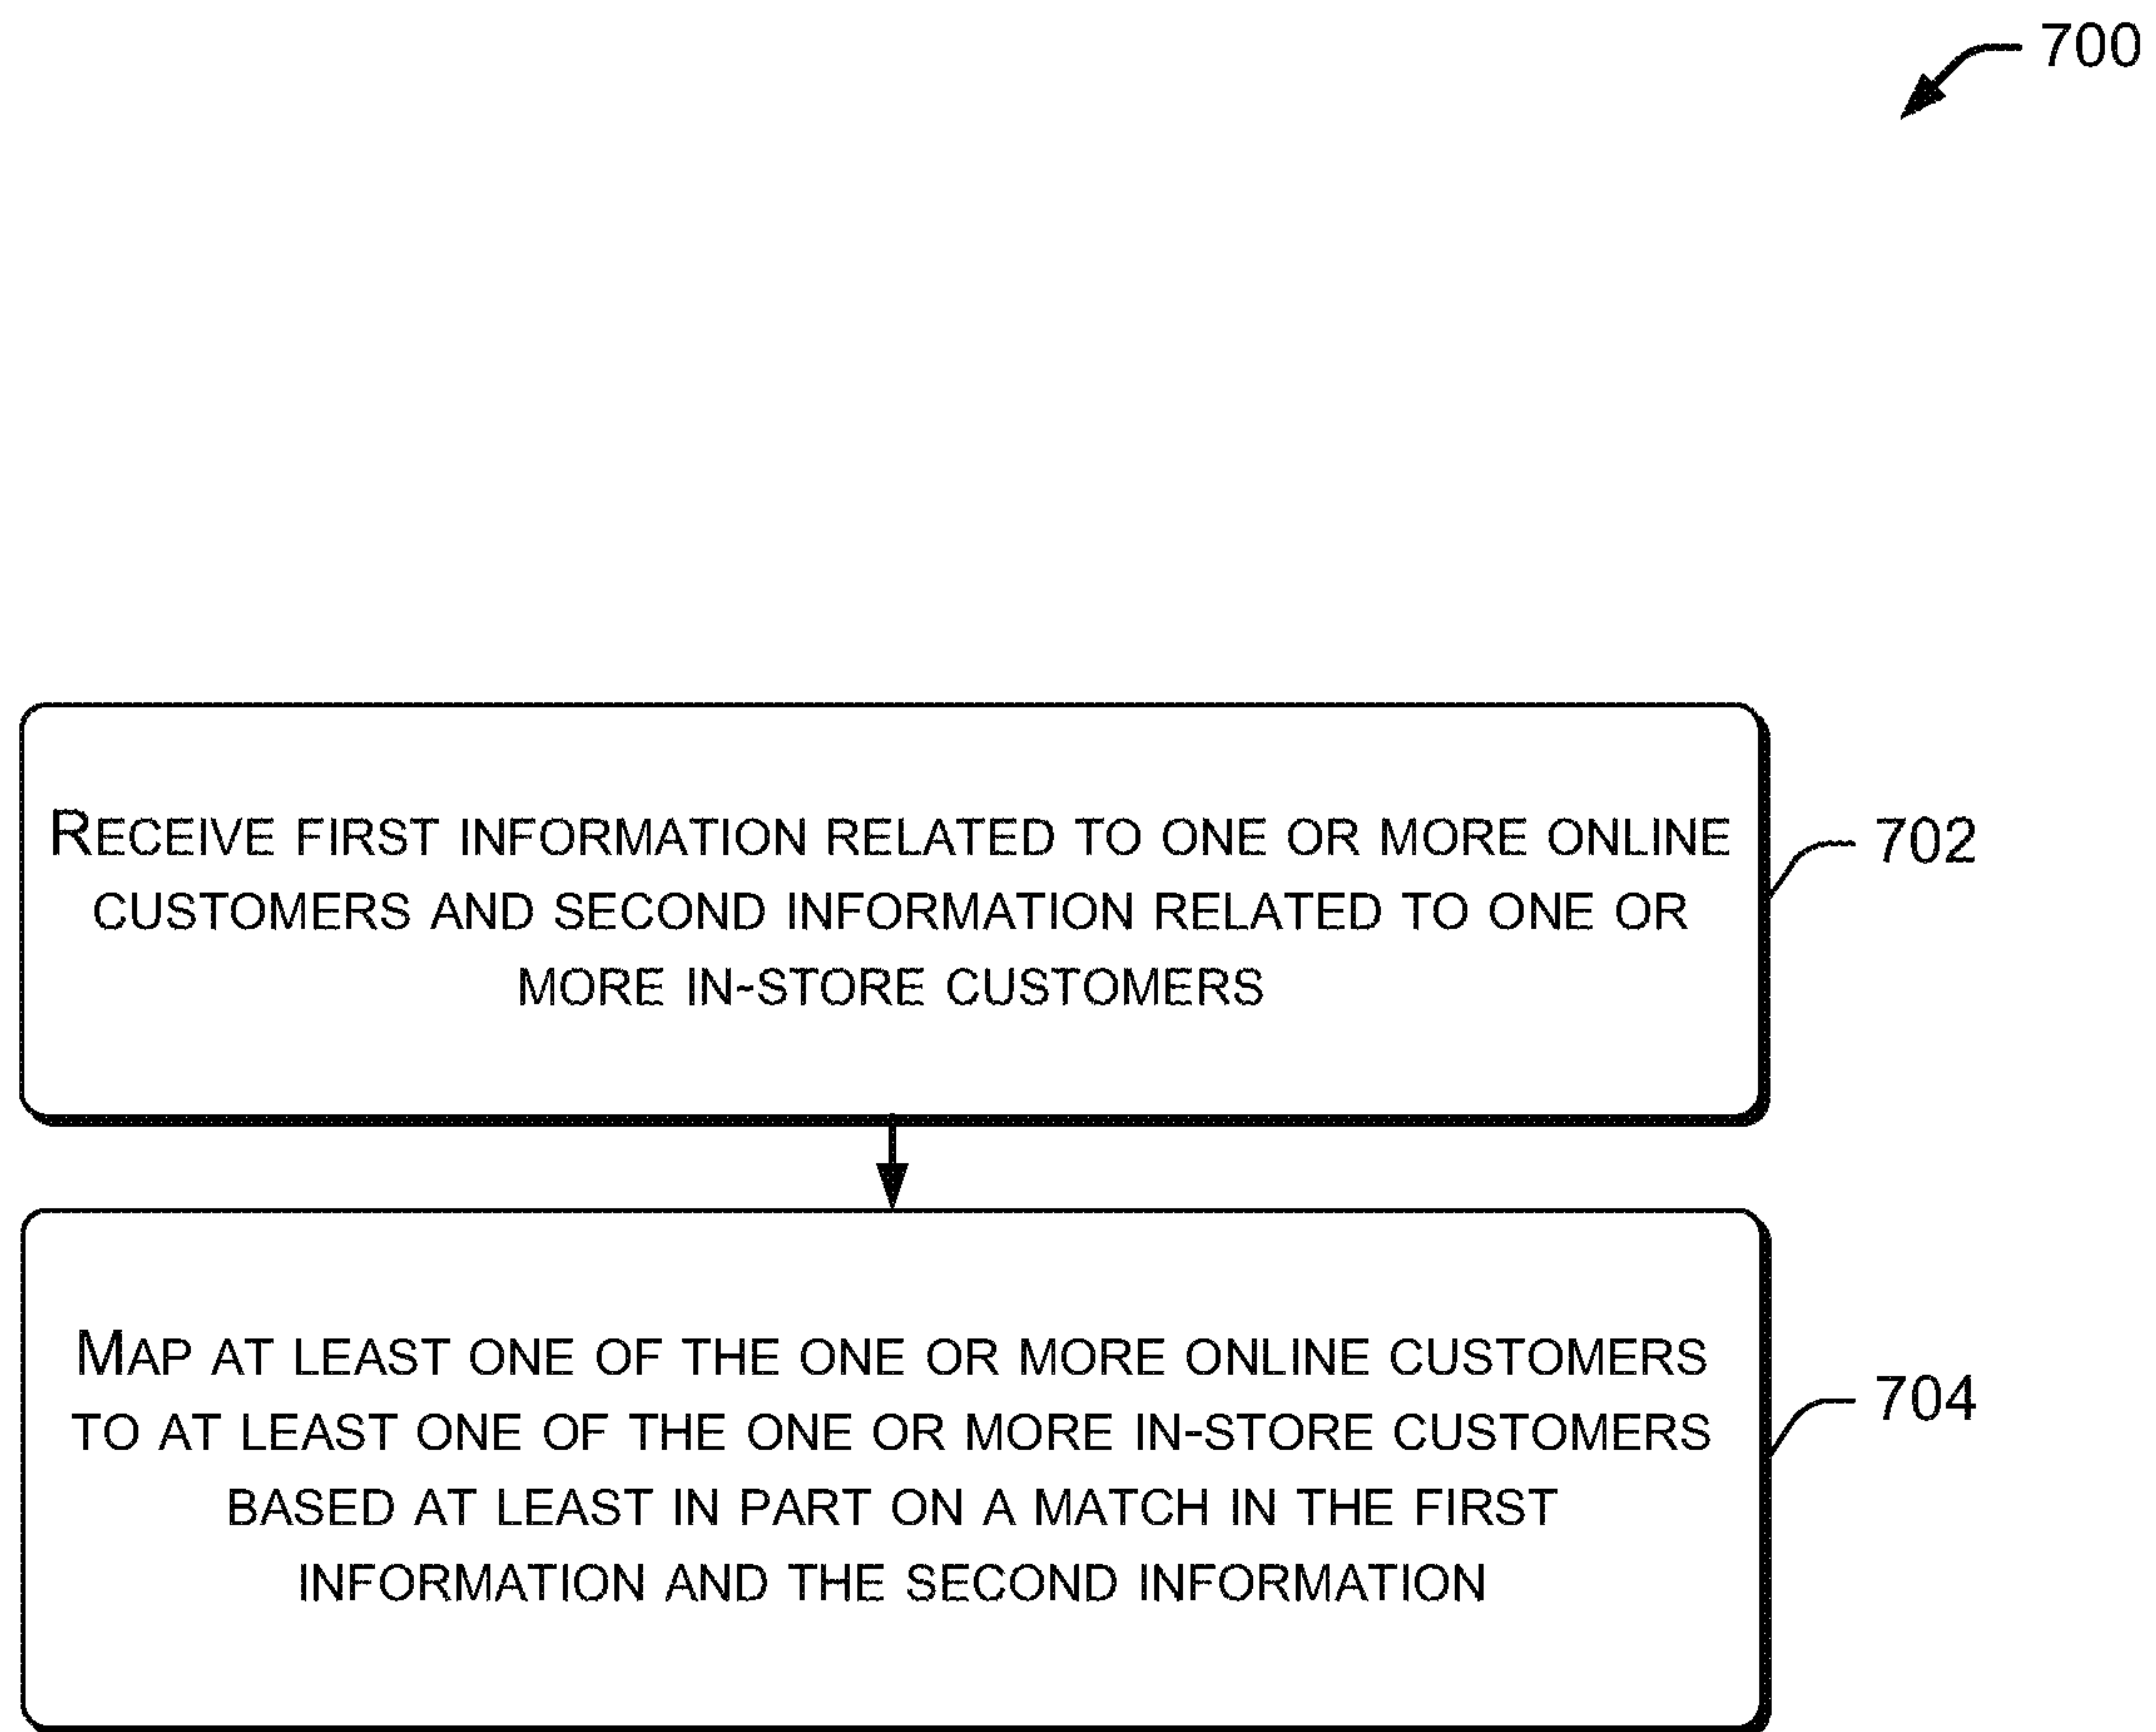 700
RECEIVE FIRST INFORMATION RELATED TO ONE OR MORE ONLINE
CUSTOMERS AND SECOND INFORMATION RELATED TO ONE OR
MORE IN-STORE CUSTOMERS
702
MAP AT LEAST ONE OF THE ONE OR MORE ONLINE CUSTOMERS
TO AT LEAST ONE OF THE ONE OR MORE IN-STORE CUSTOMERS
BASED AT LEAST IN PART ON A MATCH IN THE FIRST
INFORMATION AND THE SECOND INFORMATION
704